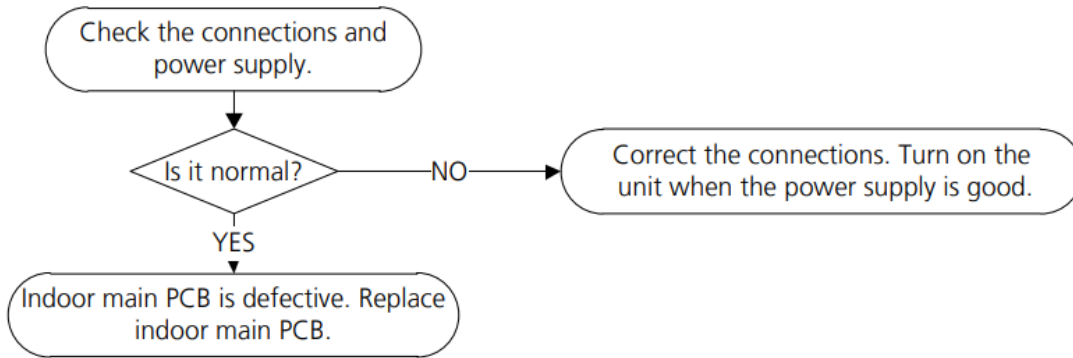 Check the connections and
power supply.
Is it normal?
NO
Correct the connections. Turn on the
unit when the power supply is good.
YES
Indoor main PCB is defective. Replace
indoor main PCB.